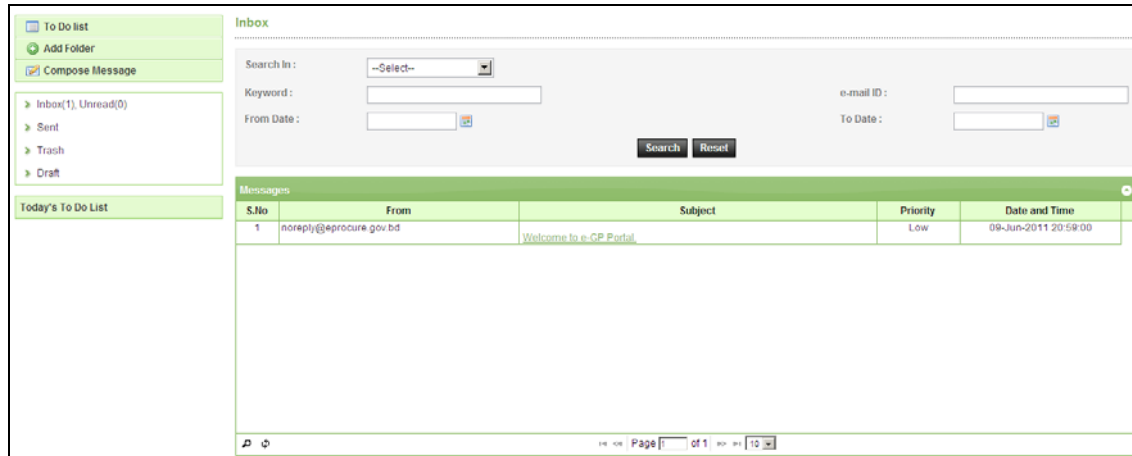 To Do list
Add Folder
Compose Message
Inbox(1), Unread(0)
Sent
Trash
Draft
Today's To Do List
Inbox
Search In : --Select--
Keyword : e-mail ID :
From Date : To Date :
Search Reset
Messages
S.No From Subject Priority Date and Time
1 noreply@eprocure.gov.bd Welcome to e-GP Portal. Low 09-Jun-2011 20:59:00
Page 1 of 1 10